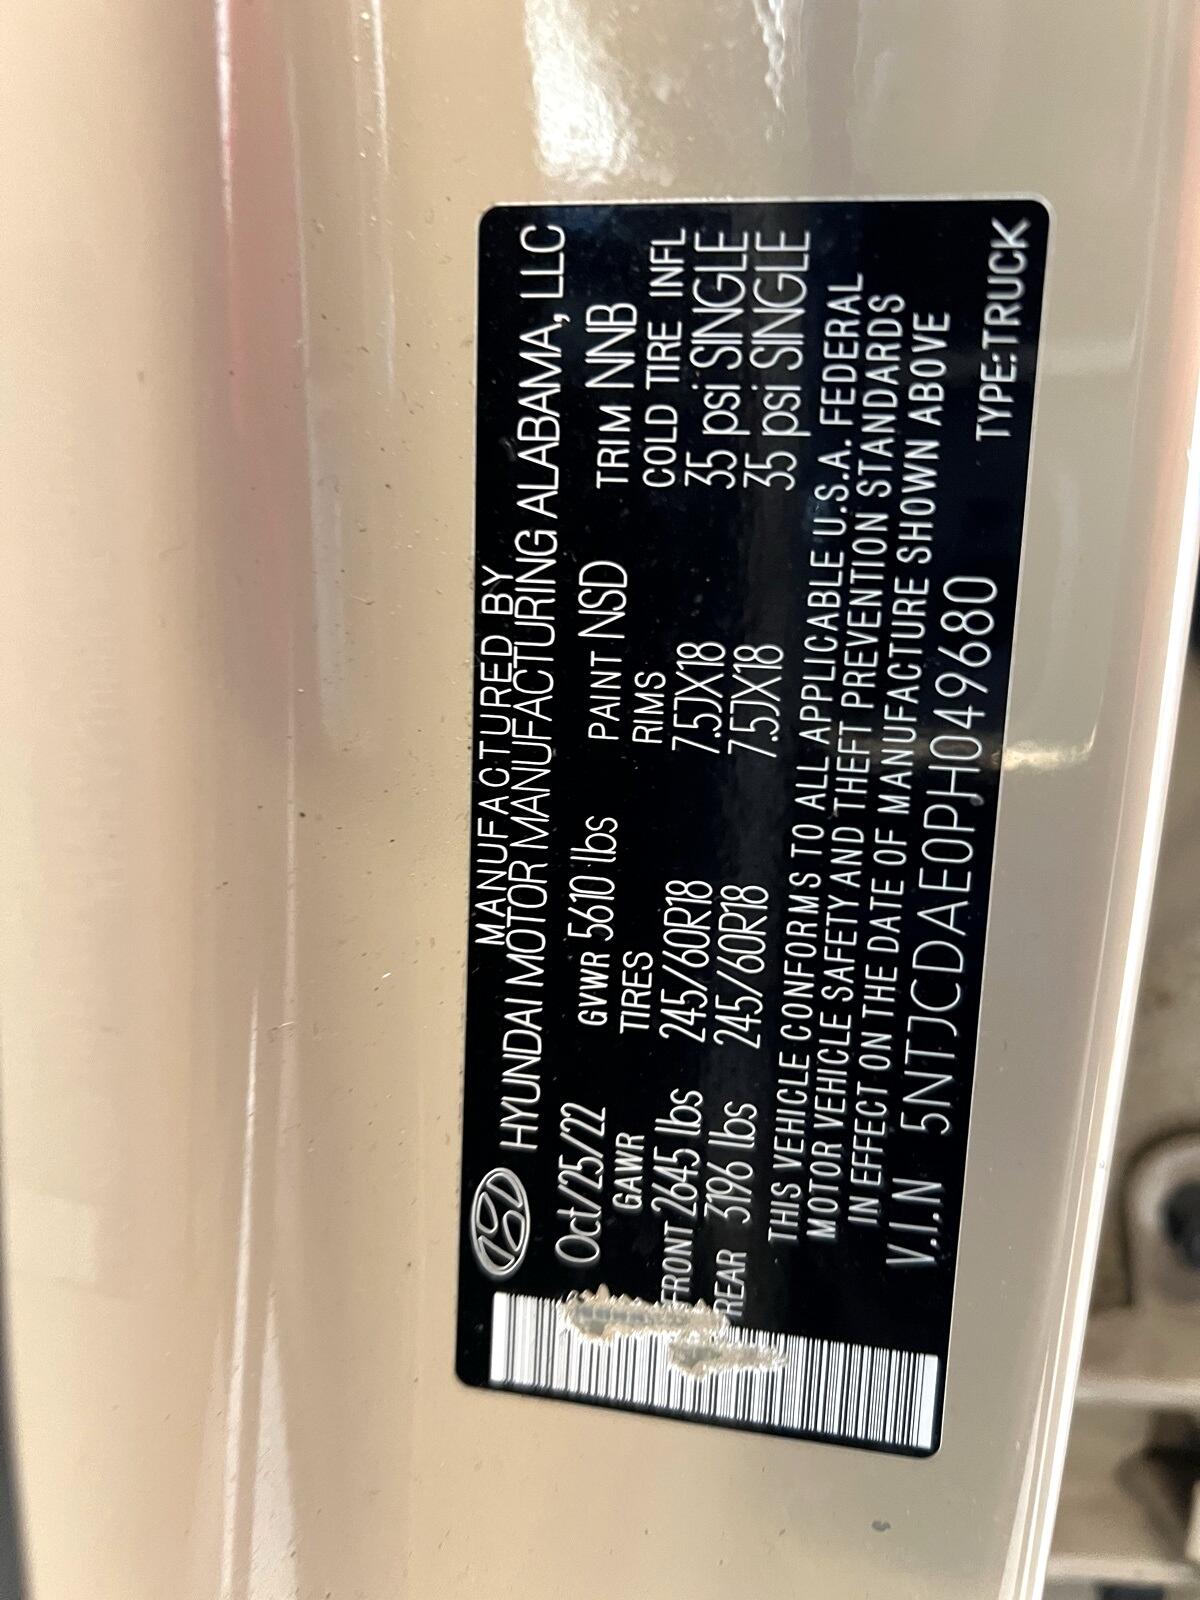 MANUFACTURED BY
HYUNDAI MOTOR MANUFACTURING ALABAMA, LLC
Oct/25/22 GVWR 5610 lbs PAINT NSD TRIM NNB
GAWR TIRES RIMS COLD TIRE INFL
FRONT 2645 lbs 245/60R18 7.5JX18 35 psi SINGLE
REAR 3196 lbs 245/60R18 7.5JX18 35 psi SINGLE
THIS VEHICLE CONFORMS TO ALL APPLICABLE U.S.A. FEDERAL
MOTOR VEHICLE SAFETY AND THEFT PREVENTION STANDARDS
IN EFFECT ON THE DATE OF MANUFACTURE SHOWN ABOVE
V.I.N 5NTJCDAE0PH049680 TYPE:TRUCK